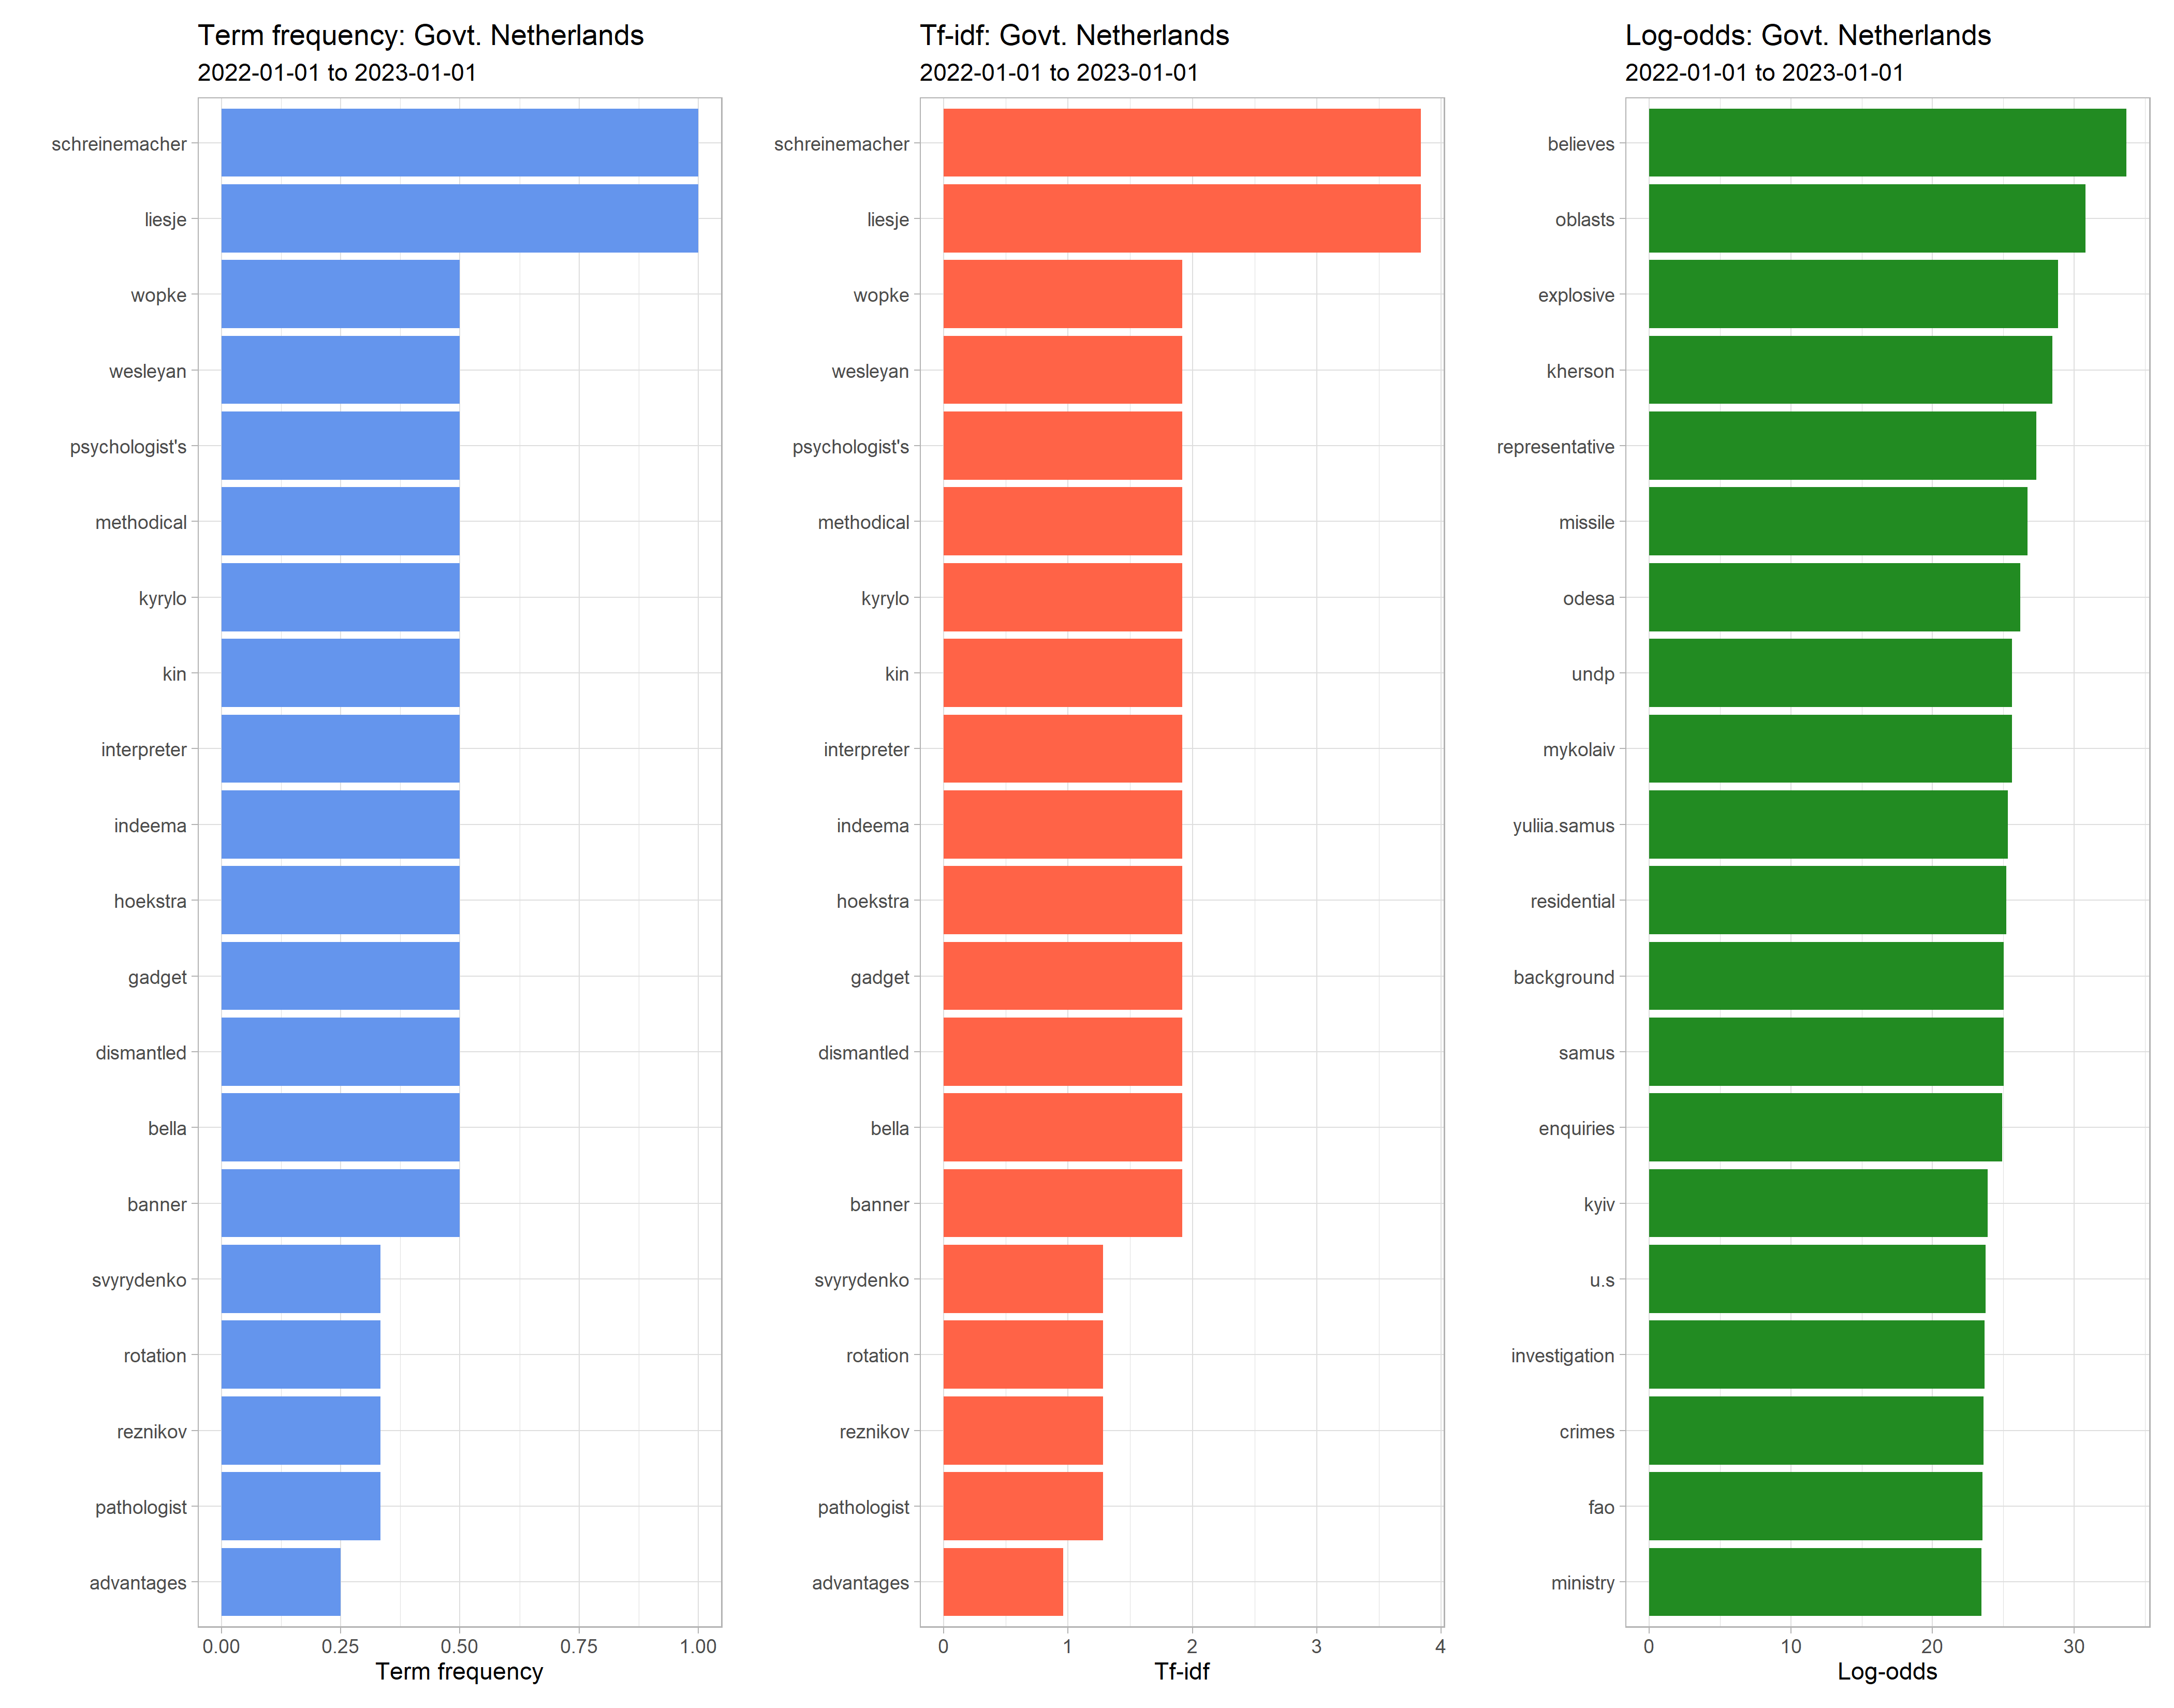 Term frequency: Govt. Netherlands
2022-01-01 to 2023-01-01
schreinemacher
liesje
wopke
wesleyan
psychologist's
methodical
kyrylo
kin
interpreter
indeema
hoekstra
gadget
dismantled
bella
banner
svyrydenko
rotation
reznikov
pathologist
advantages
0.00 0.25 0.50 0.75 1.00
Term frequency
Tf-idf: Govt. Netherlands
2022-01-01 to 2023-01-01
schreinemacher
liesje
wopke
wesleyan
psychologist's
methodical
kyrylo
kin
interpreter
indeema
hoekstra
gadget
dismantled
bella
banner
svyrydenko
rotation
reznikov
pathologist
advantages
0 1 2 3 4
Tf-idf
Log-odds: Govt. Netherlands
2022-01-01 to 2023-01-01
believes
oblasts
explosive
kherson
representative
missile
odesa
undp
mykolaiv
yuliia.samus
residential
background
samus
enquiries
kyiv
u.s
investigation
crimes
fao
ministry
0 10 20 30
Log-odds